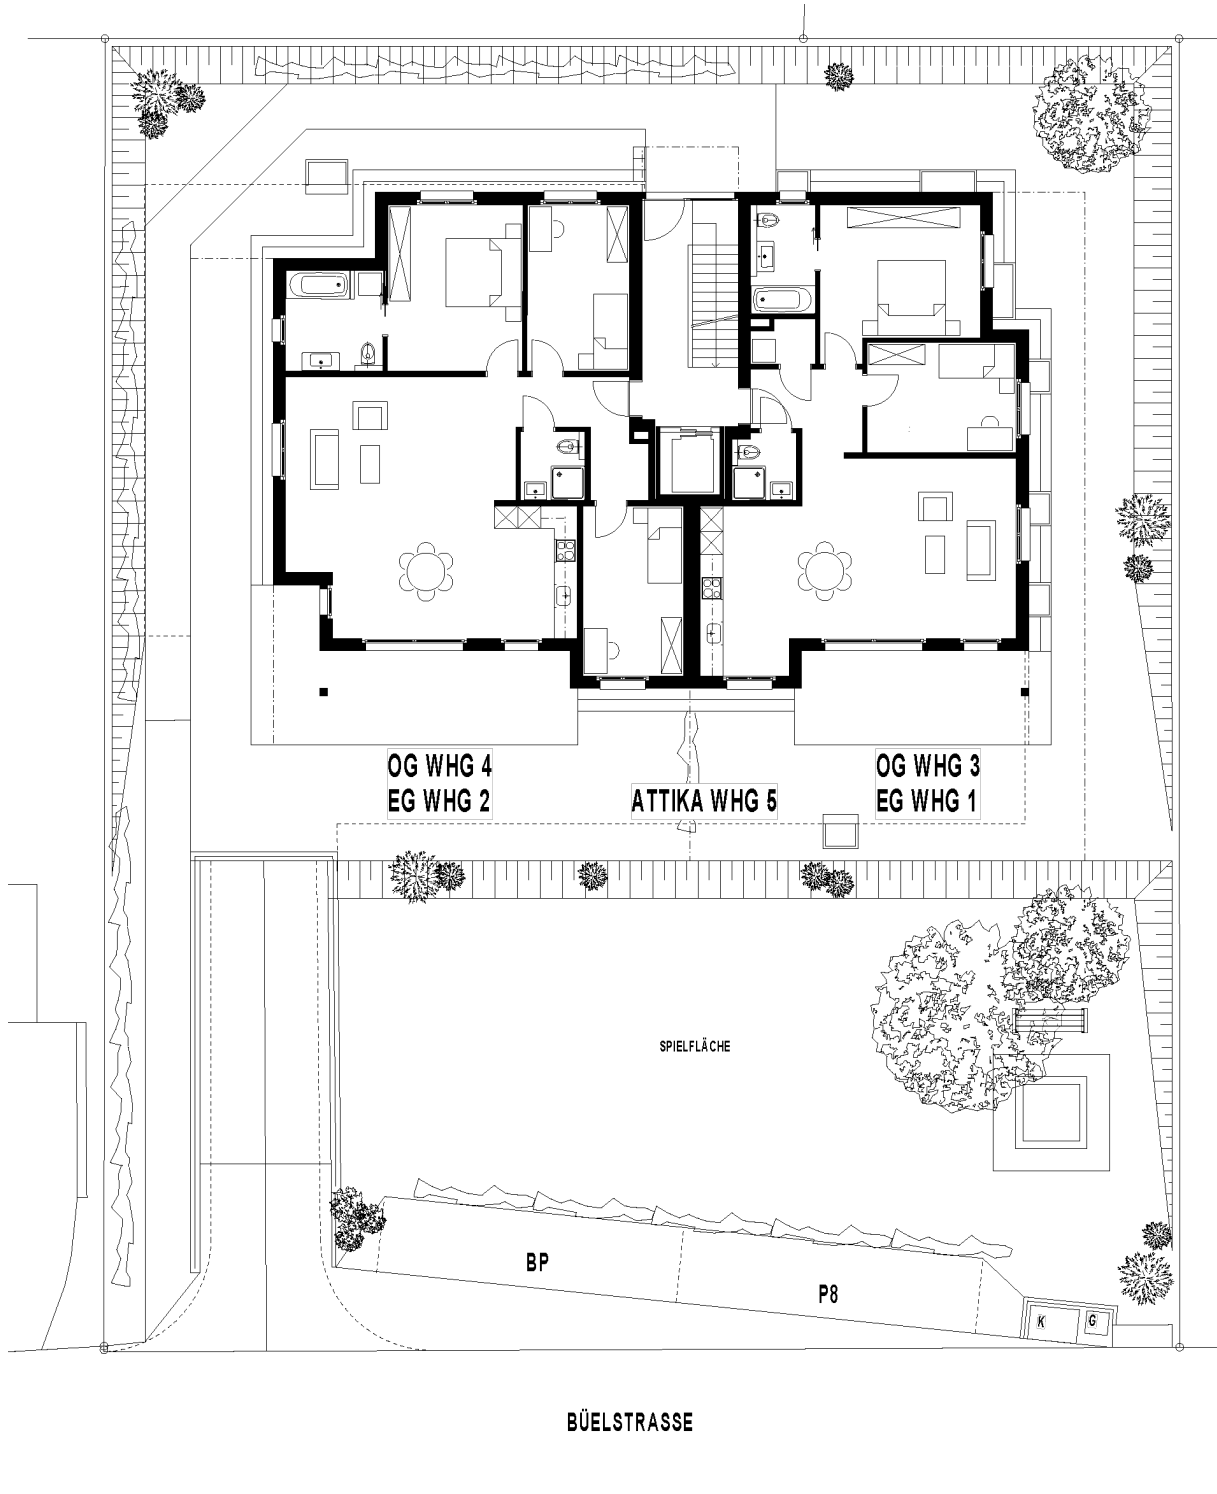 OG WHG 4
EG WHG 2
ATTIKA WHG 5
OG WHG 3
EG WHG 1
SPIELFLÄCHE
BP
P8
K
G
BÜELSTRASSE